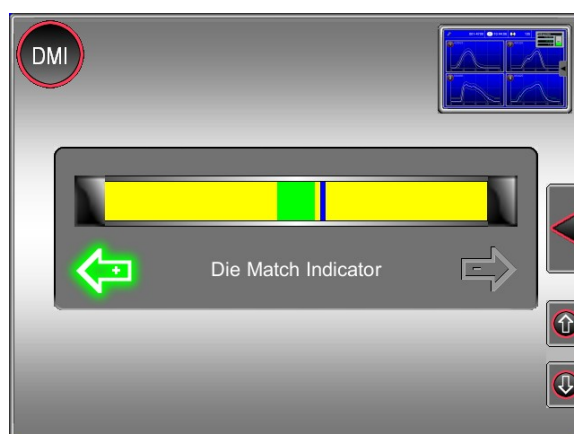 DMI
+
Die Match Indicator
-